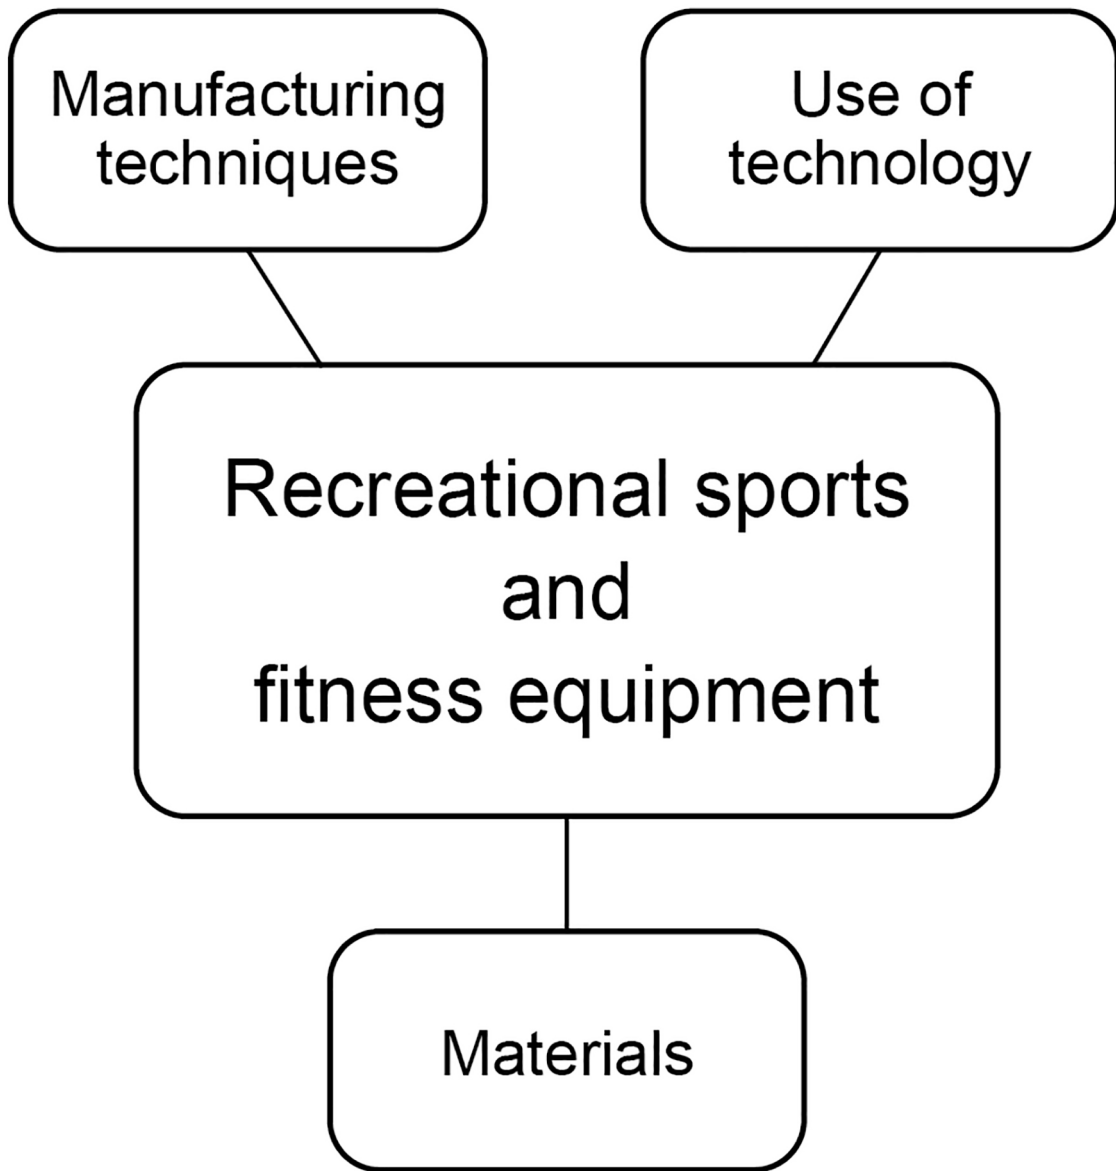 Manufacturing
techniques
Use of
technology
Recreational sports
and
fitness equipment
Materials